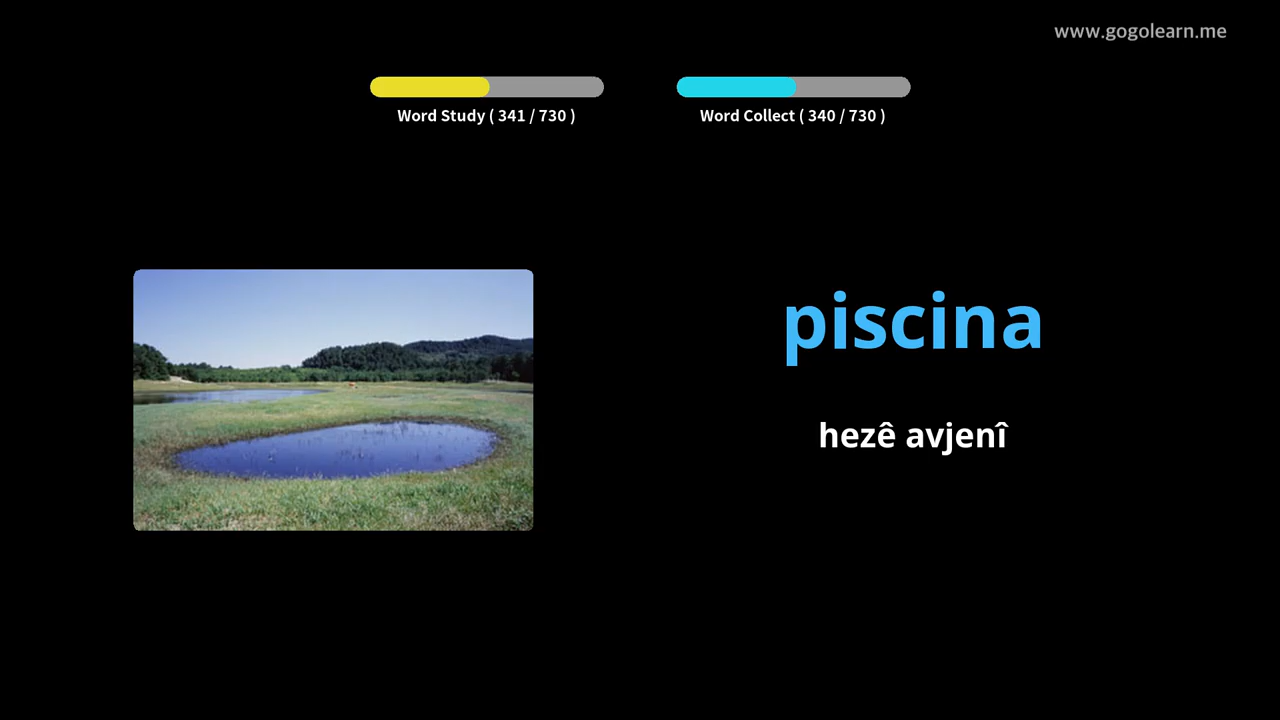 www.gogolearn.me
Word Study ( 341 / 730 )
Word Collect ( 340 / 730 )
piscina
hezê avjenî